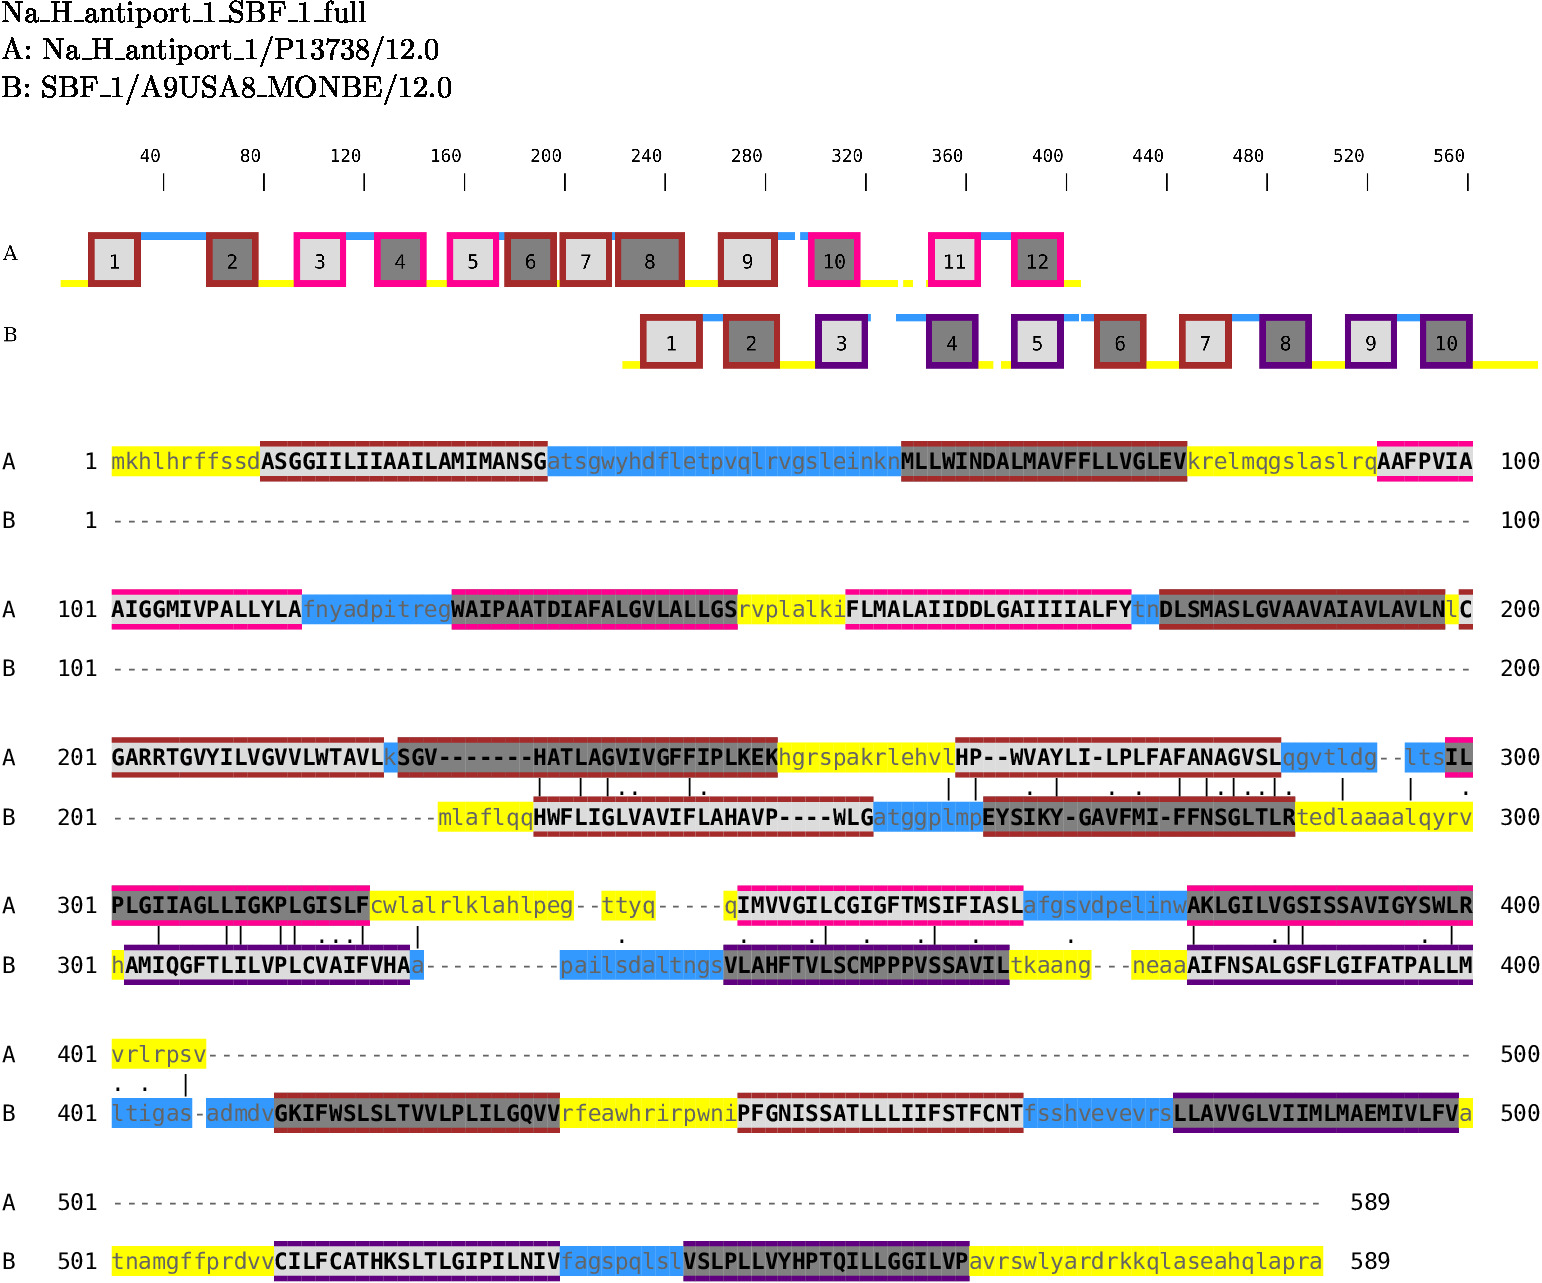 Na_H_antiport_1_SBF_1_full
A: Na_H_antiport_1/P13738/12.0
B: SBF_1/A9USA8_MONBE/12.0
40 80 120 160 200 240 280 320 360 400 440 480 520 560
A 1 2 3 4 5 6 7 8 9 10 11 12
B 1 2 3 4 5 6 7 8 9 10
A 1 mkhlhrffssdASGGIILIIAAILAMIMANSGatsgwyhdfletpvqlrvgsleinknMLLWINDALMAVFFLLVGLEVkrelmqgslaslrqAAFPVIA 100
B 1 ---------------------------------------------------------------------------------------------------- 100
A 101 AIGGMIVPALLYLAfnyadpitregWAIPAATDIAFALGVLALLGSrvplalkiFLMALAIIDDLGAIIIIALFYtnDLSMASLGVAAVAIAVLAVLNlC 200
B 101 ---------------------------------------------------------------------------------------------------- 200
A 201 GARRTGVYILVGVVLWTAVLkSGV-------HATLAGVIVGFFIPLKEKhgrspakrlehvlHP--WVAYLI-LPLFAFANAGVSLqgvtldg--ltsIL 300
B 201 ------------------------mlaflqqHWFLIGLVAVIFLAHAVP----WLGatggplmpEYSIKY-GAVFMI-FFNSGLTLRtedlaaaalqyrv 300
A 301 PLGIIAGLLIGKPLGISLFcwlalrlklahlpeg--ttyq-----qIMVVGILCGIGFTMSIFIASLafgsvdpelinwAKLGILVGSISSAVIGYSWLR 400
B 301 hAMIQGFTLILVPLCVAIFVHAa----------pailsdaltngsVLAHFTVLSCMPPPVSSAVILtkaang---neaaAIFNSALGSFLGIFATPALLM 400
A 401 vrlrpsv--------------------------------------------------------------------------------------------- 500
B 401 ltigas-admdvGKIFWSLSLTVVLPLILGQVVrfeawhrirpwniPFGNISSATLLLIIFSTFCNTfsshvevevrsLLAVVGLVIIMLMAEMIVLFVa 500
A 501 ----------------------------------------------------------------------------------------- 589
B 501 tnamgffprdvvCILFCATHKSLTLGIPILNIVfagspqlslVSLPLLVYHPTQILLGGILVPavrswlyardrkkqlaseahqlapra 589